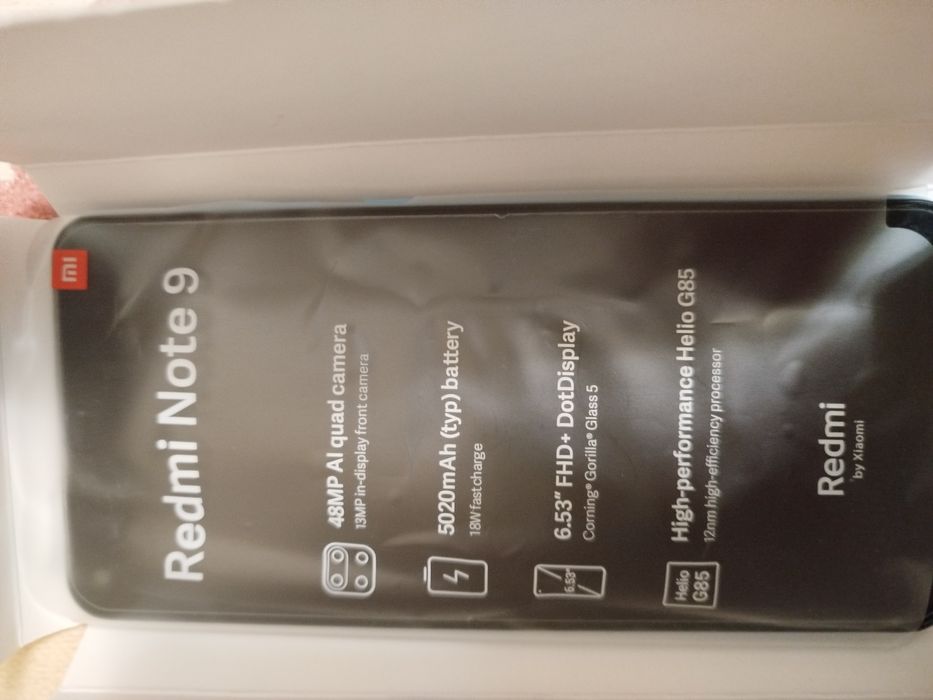 mi
Redmi Note 9
48MP AI quad camera
13MP in-display front camera
5020mAh (typ) battery
18W fast charge
6.53"
6.53" FHD+ DotDisplay
Corning® Gorilla® Glass 5
Helio
G85
High-performance Helio G85
12nm high-efficiency processor
Redmi
by Xiaomi